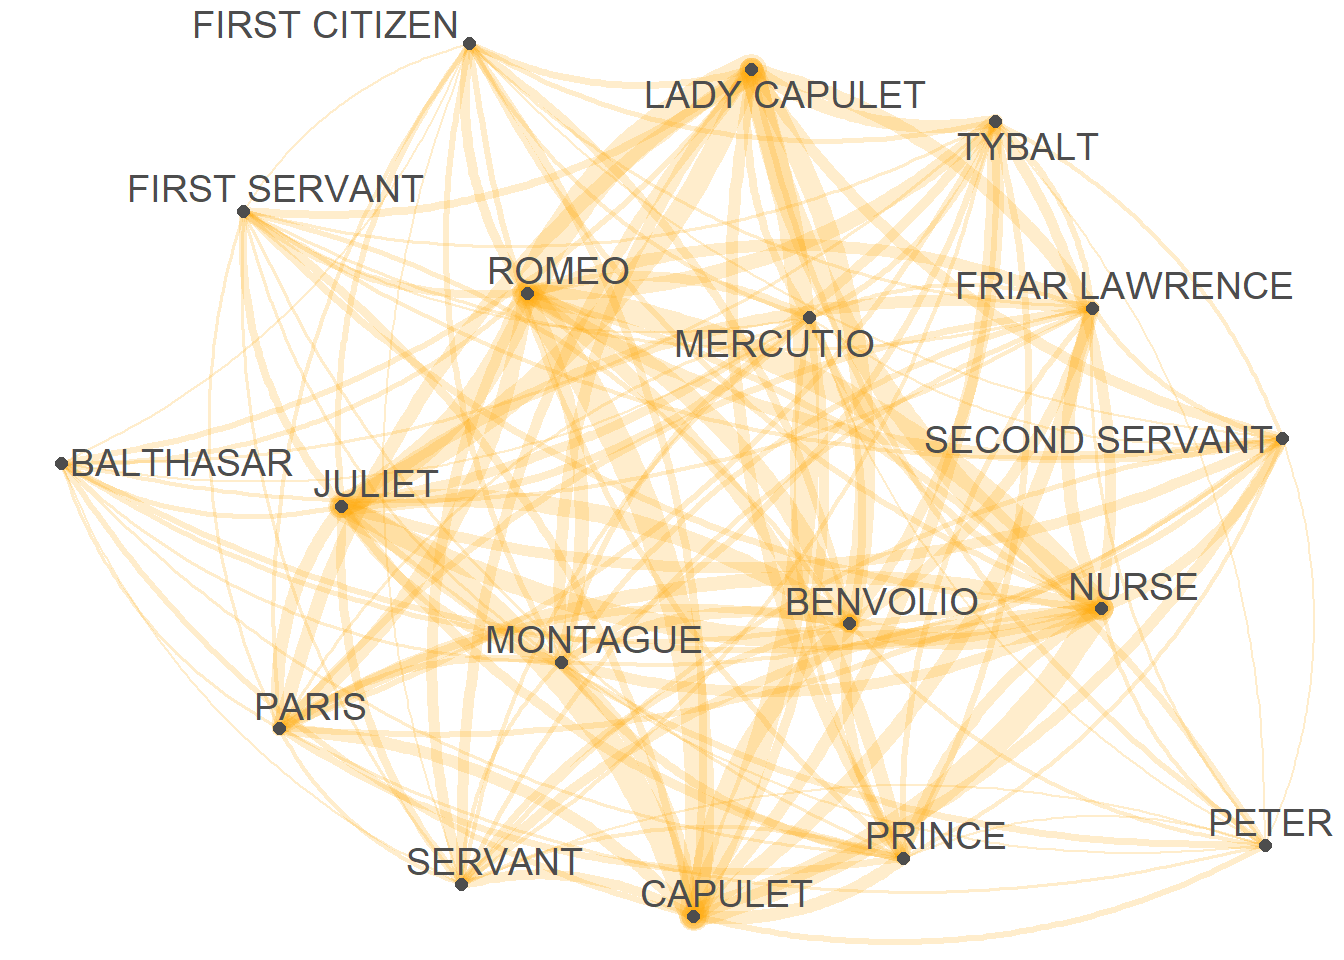 FIRST CITIZEN
LADY CAPULET
TYBALT
FIRST SERVANT
ROMEO
FRIAR LAWRENCE
MERCUTIO
SECOND SERVANT
BALTHASAR
JULIET
NURSE
BENVOLIO
MONTAGUE
PARIS
PETER
PRINCE
SERVANT
CAPULET